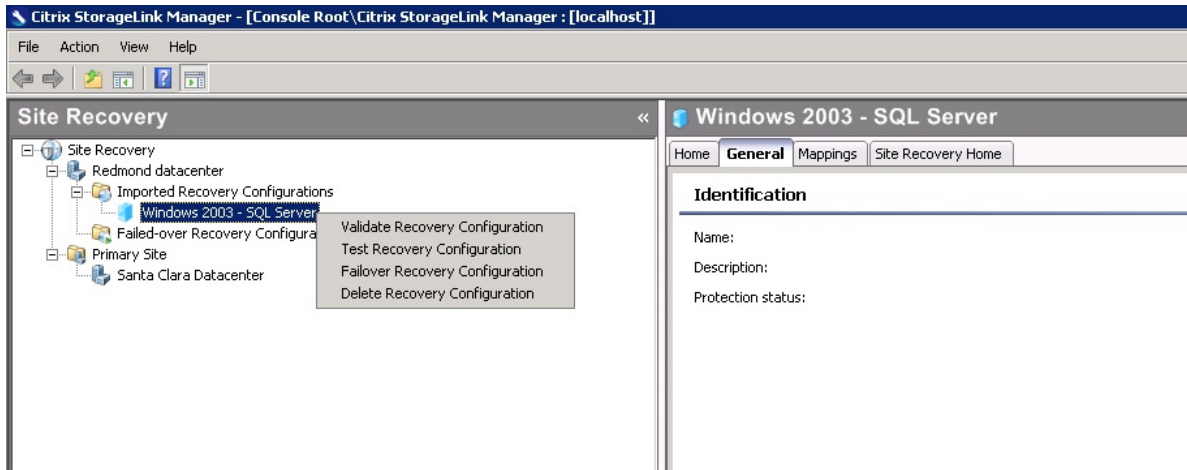 Citrix StorageLink Manager - [Console Root\Citrix StorageLink Manager : [localhost]]
File Action View Help
Site Recovery «
Site Recovery
Redmond datacenter
Imported Recovery Configurations
Windows 2003 - SQL Server
Failed-over Recovery Configura
Primary Site
Santa Clara Datacenter
Validate Recovery Configuration
Test Recovery Configuration
Failover Recovery Configuration
Delete Recovery Configuration
Windows 2003 - SQL Server
Home General Mappings Site Recovery Home
Identification
Name:
Description:
Protection status: